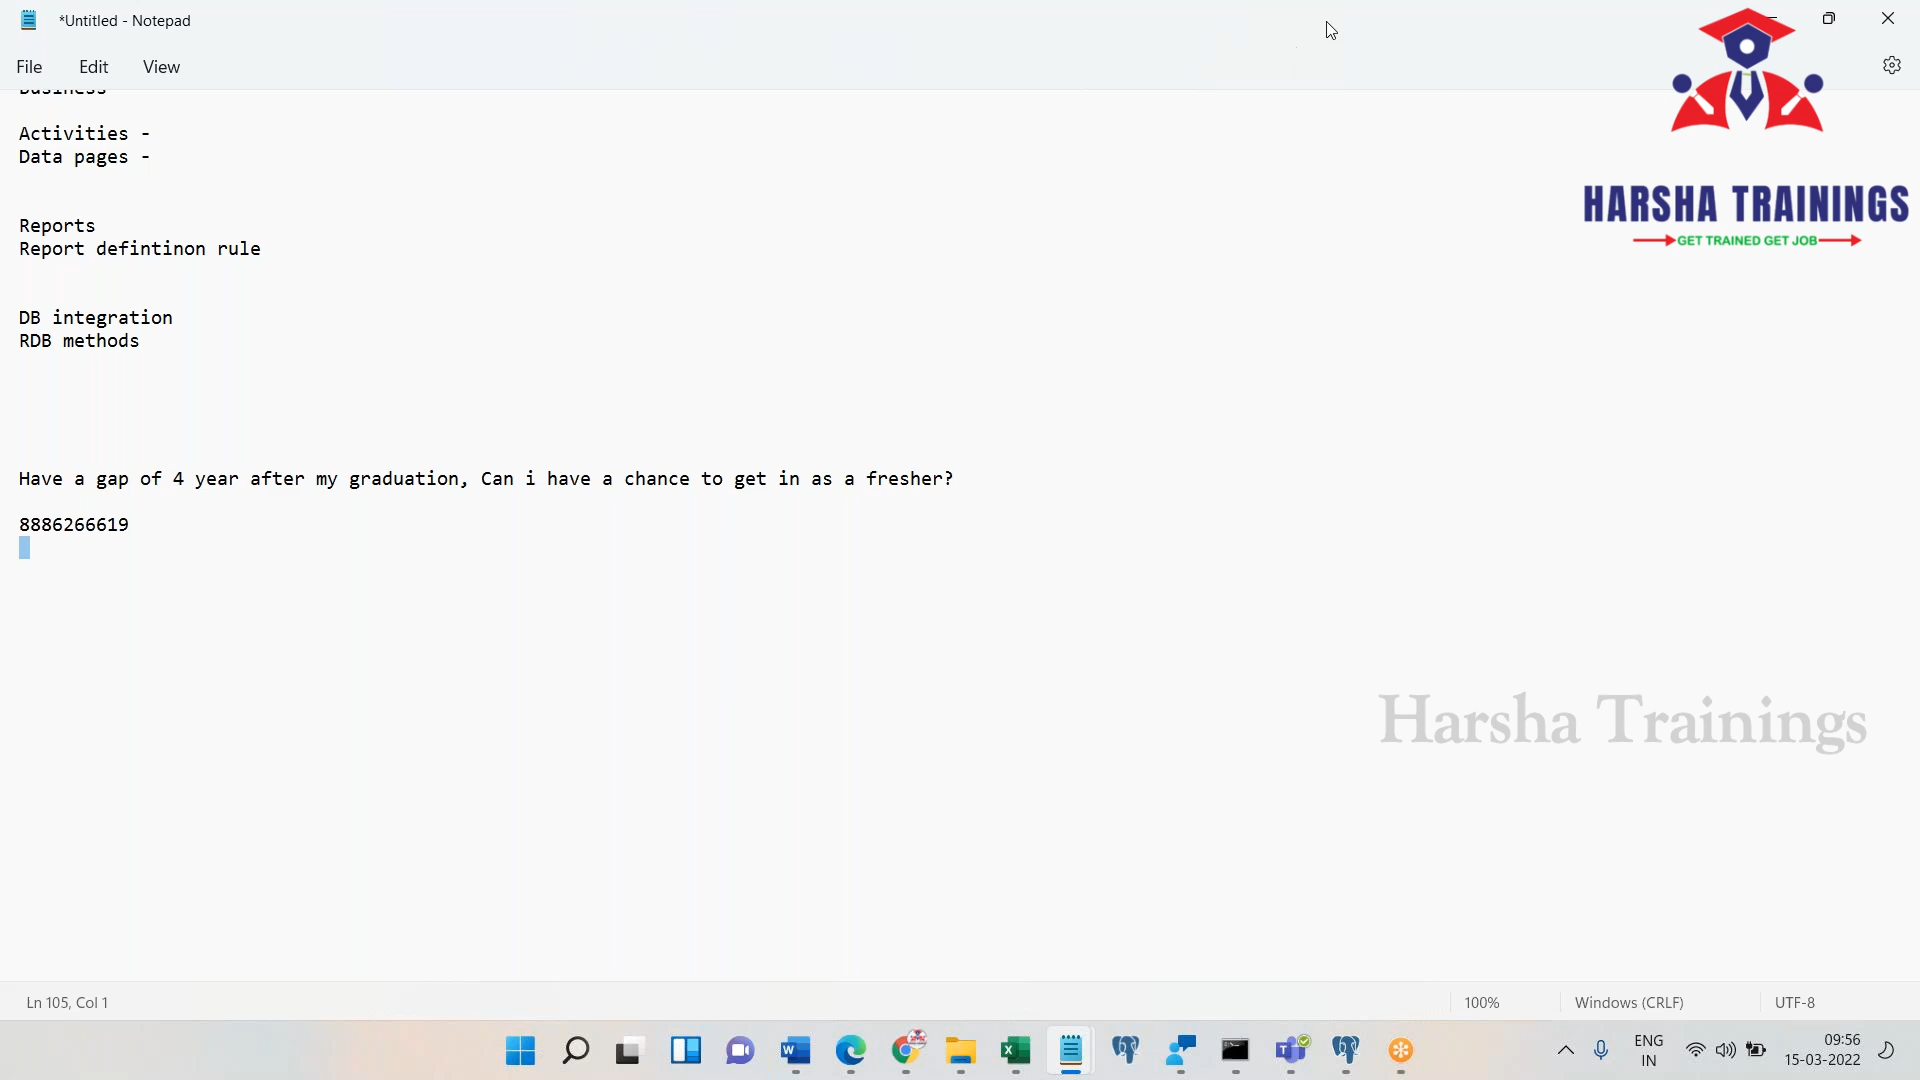 *Untitled - Notepad
File Edit View
Business
Activities -
Data pages -
Reports
Report defintinon rule
DB integration
RDB methods
Have a gap of 4 year after my graduation, Can i have a chance to get in as a fresher?
8886266619
HARSHA TRAININGS
GET TRAINED GET JOB
Harsha Trainings
Ln 105, Col 1
100%
Windows (CRLF)
UTF-8
ENG
IN
09:56
15-03-2022